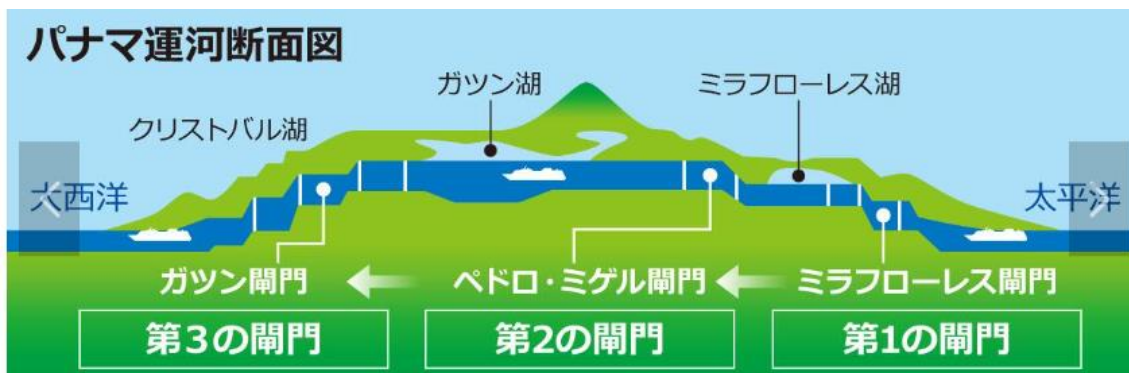 パナマ運河断面図
ガツン湖
ミラフローレス湖
クリストバル湖
大西洋
太平洋
ガツン閘門
ペドロ・ミゲル閘門
ミラフローレス閘門
第3の閘門
第2の閘門
第1の閘門